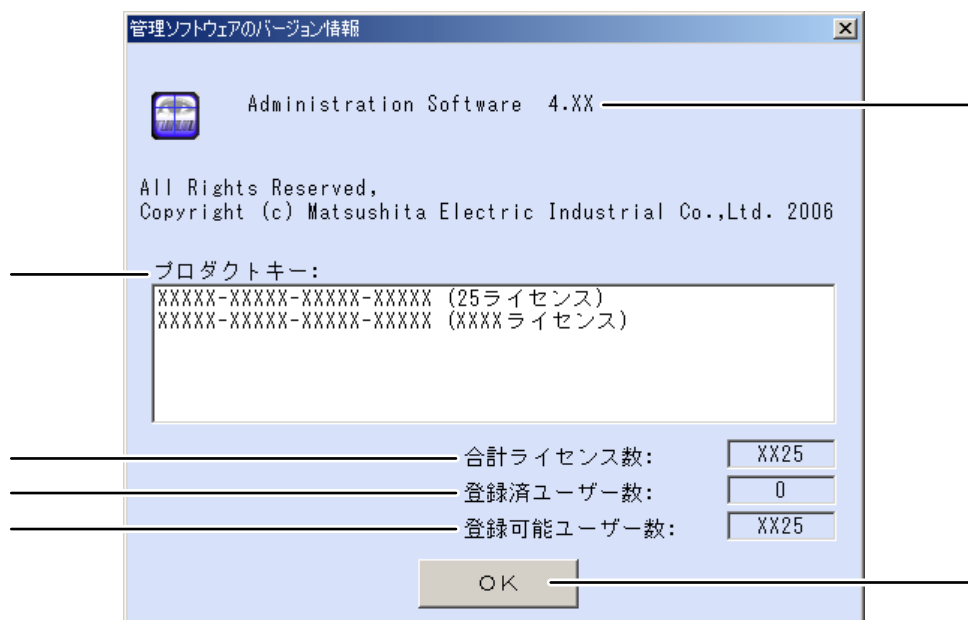 管理ソフトウェアのバージョン情報
Administration Software 4.XX
All Rights Reserved,
Copyright (c) Matsushita Electric Industrial Co.,Ltd. 2006
プロダクトキー:
XXXXX-XXXXX-XXXXX-XXXXX (25ライセンス)
XXXXX-XXXXX-XXXXX-XXXXX (XXXXライセンス)
合計ライセンス数: XX25
登録済ユーザー数: 0
登録可能ユーザー数: XX25
OK